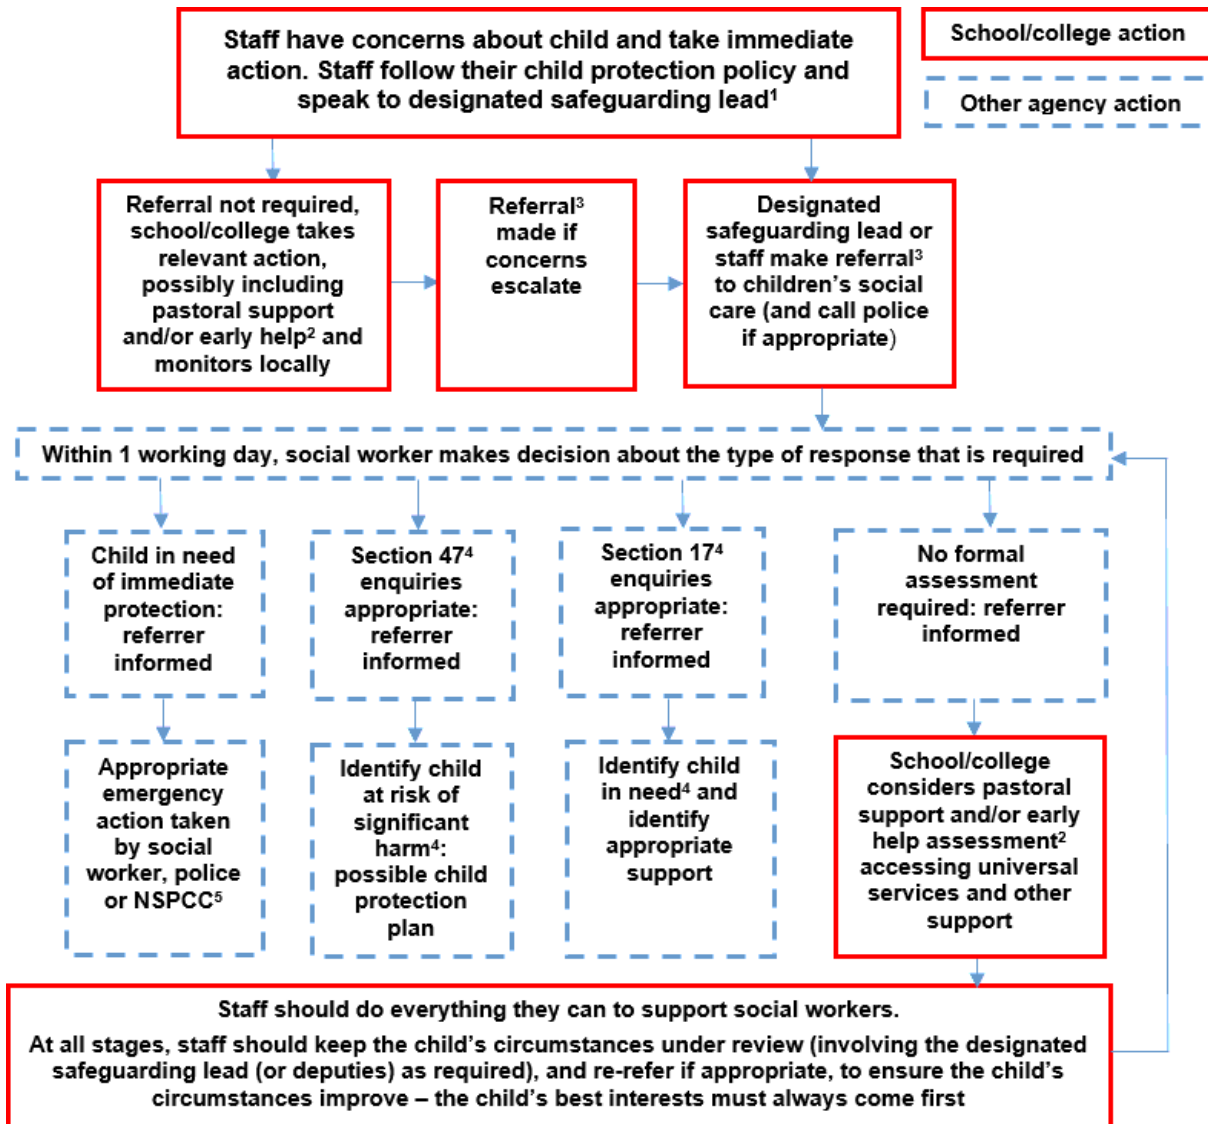 Staff have concerns about child and take immediate
action. Staff follow their child protection policy and
speak to designated safeguarding lead¹
School/college action
Other agency action
Referral not required,
school/college takes
relevant action,
possibly including
pastoral support
and/or early help² and
monitors locally
Referral³
made if
concerns
escalate
Designated
safeguarding lead or
staff make referral³
to children’s social
care (and call police
if appropriate)
Within 1 working day, social worker makes decision about the type of response that is required
Child in need
of immediate
protection:
referrer
informed
Section 47⁴
enquiries
appropriate:
referrer
informed
Section 17⁴
enquiries
appropriate:
referrer
informed
No formal
assessment
required: referrer
informed
Appropriate
emergency
action taken
by social
worker, police
or NSPCC⁵
Identify child
at risk of
significant
harm⁴:
possible child
protection
plan
Identify child
in need⁴ and
identify
appropriate
support
School/college
considers pastoral
support and/or early
help assessment²
accessing universal
services and other
support
Staff should do everything they can to support social workers.
At all stages, staff should keep the child’s circumstances under review (involving the designated
safeguarding lead (or deputies) as required), and re-refer if appropriate, to ensure the child’s
circumstances improve – the child’s best interests must always come first